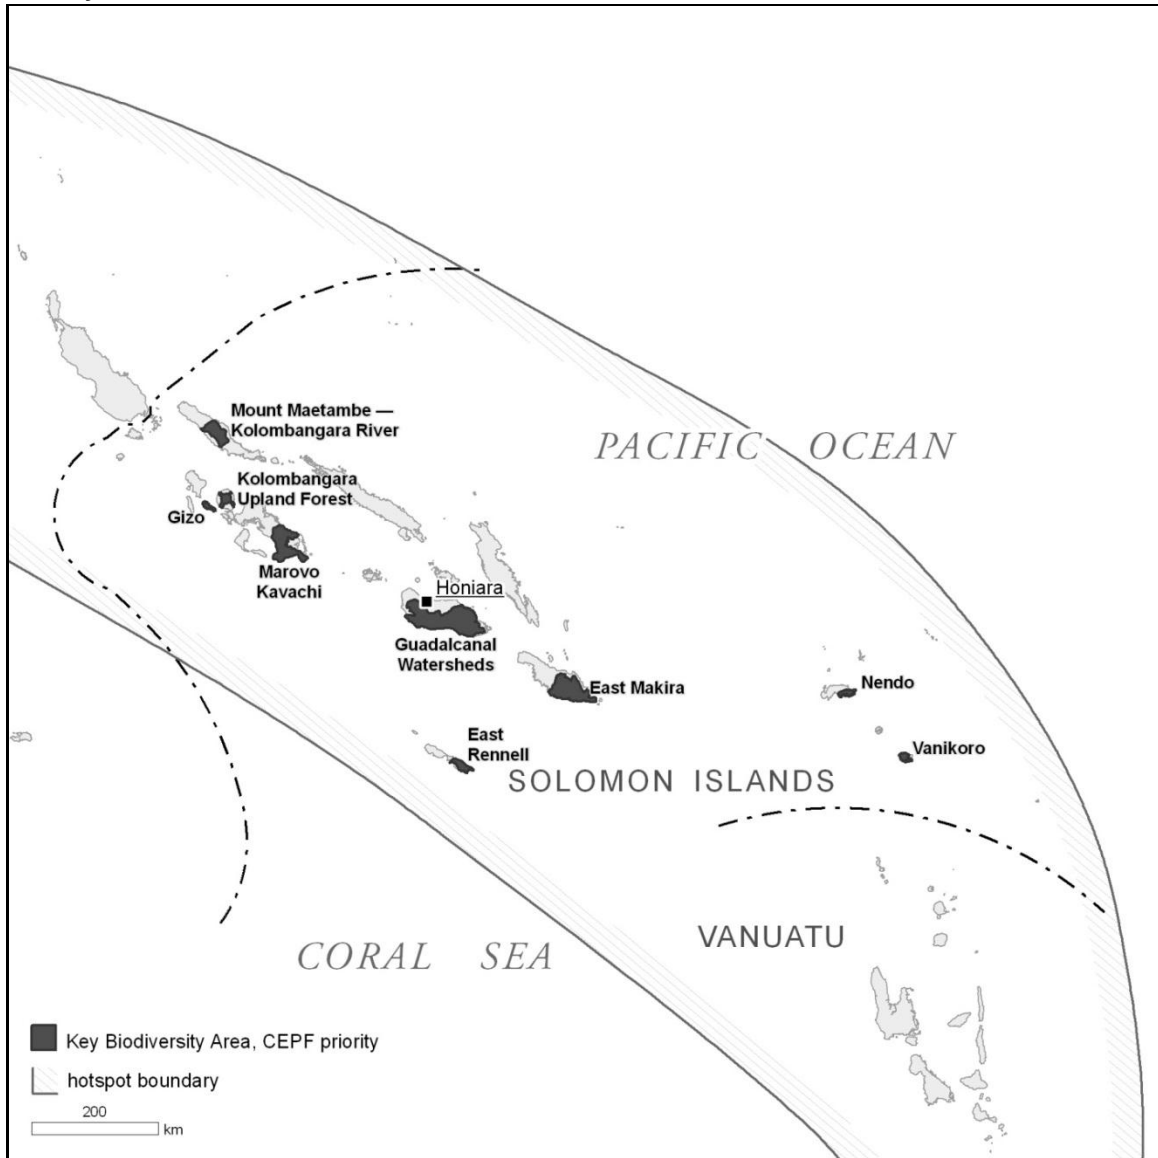 Mount Maetambe —
Kolombangara River
PACIFIC OCEAN
Kolombangara
Upland Forest
Gizo
Marovo
Kavachi
Honiara
Guadalcanal
Watersheds
East Makira
Nendo
East
Rennell
Vanikoro
SOLOMON ISLANDS
VANUATU
CORAL SEA
Key Biodiversity Area, CEPF priority
hotspot boundary
200
km